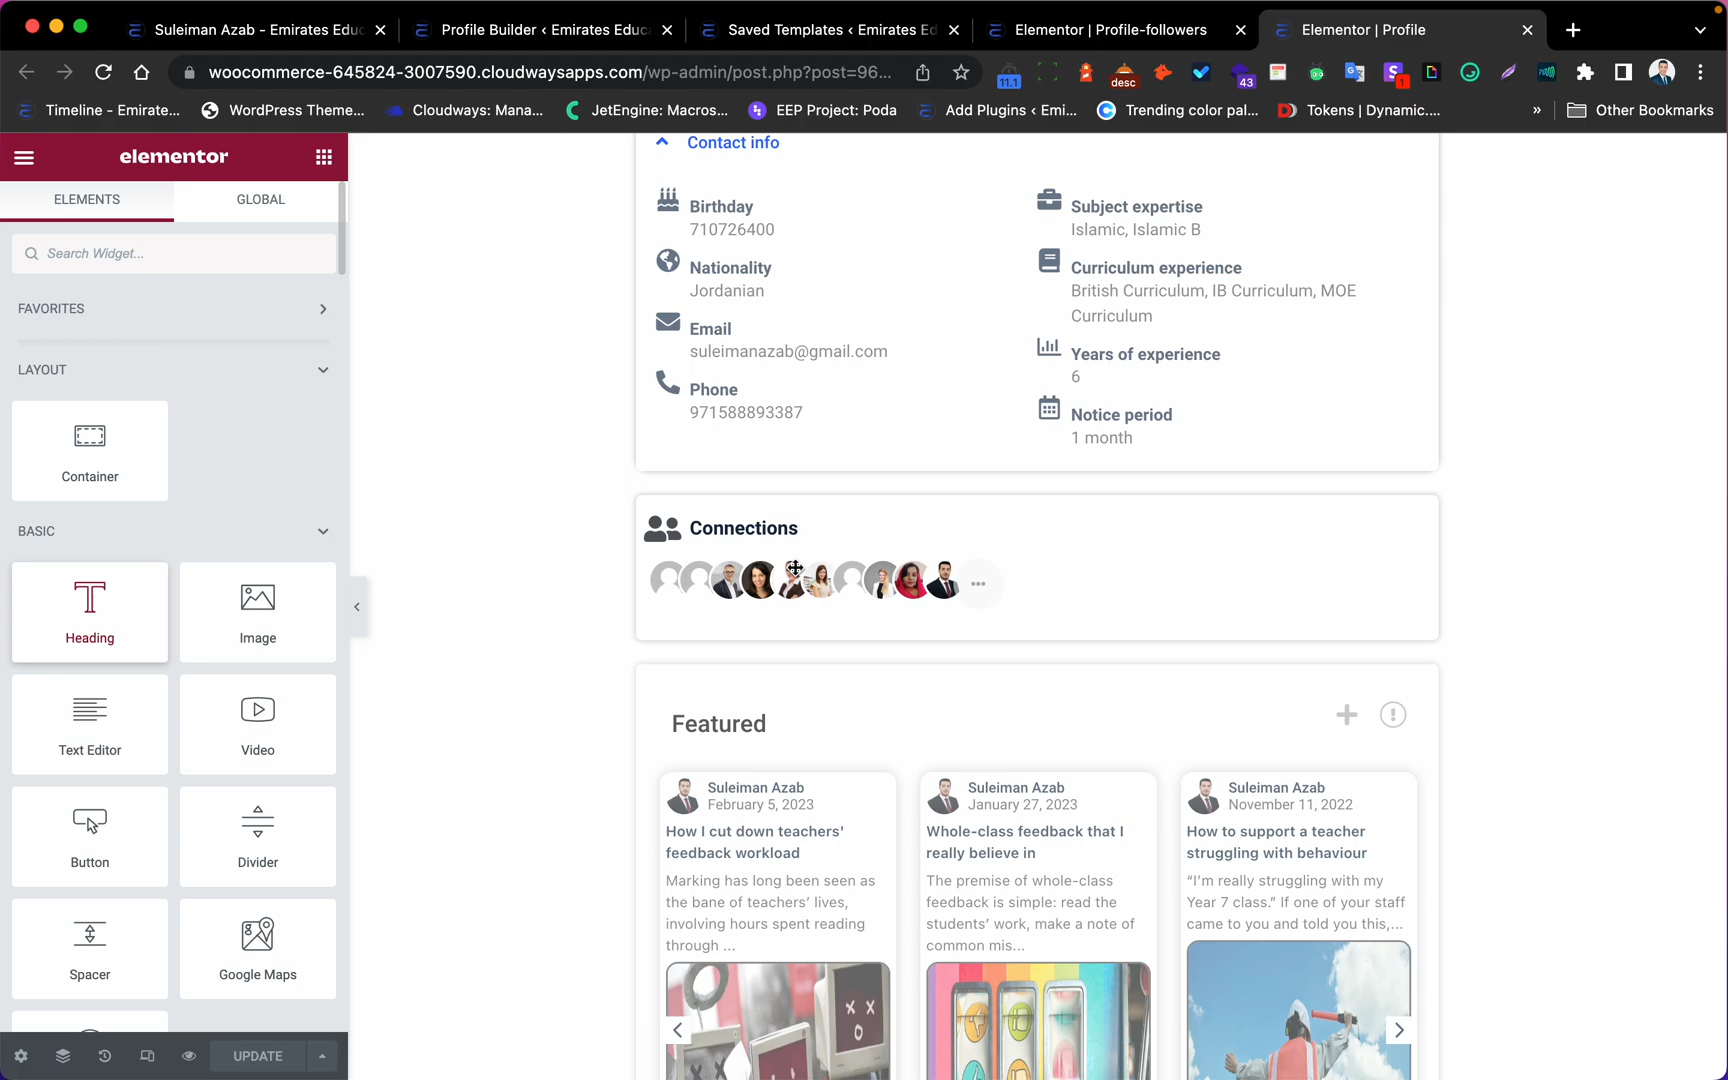 Suleiman Azab - Emirates Educ
Profile Builder ‹ Emirates Educa
Saved Templates ‹ Emirates Ed
Elementor | Profile-followers
Elementor | Profile
woocommerce-645824-3007590.cloudwaysapps.com/wp-admin/post.php?post=96...
11.1
desc
43
1
Timeline - Emirate...
WordPress Theme...
Cloudways: Mana...
JetEngine: Macros...
EEP Project: Poda
Add Plugins ‹ Emi...
Trending color pal...
Tokens | Dynamic....
»
Other Bookmarks
elementor
ELEMENTS
GLOBAL
Search Widget...
FAVORITES
LAYOUT
Container
BASIC
Heading
Image
Text Editor
Video
Button
Divider
Spacer
Google Maps
UPDATE
Contact info
Birthday
710726400
Nationality
Jordanian
Email
suleimanazab@gmail.com
Phone
971588893387
Subject expertise
Islamic, Islamic B
Curriculum experience
British Curriculum, IB Curriculum, MOE
Curriculum
Years of experience
6
Notice period
1 month
Connections
Featured
Suleiman Azab
February 5, 2023
How I cut down teachers'
feedback workload
Marking has long been seen as
the bane of teachers' lives,
involving hours spent reading
through ...
Suleiman Azab
January 27, 2023
Whole-class feedback that I
really believe in
The premise of whole-class
feedback is simple: read the
students' work, make a note of
common mis...
Suleiman Azab
November 11, 2022
How to support a teacher
struggling with behaviour
“I'm really struggling with my
Year 7 class.” If one of your staff
came to you and told you this,...